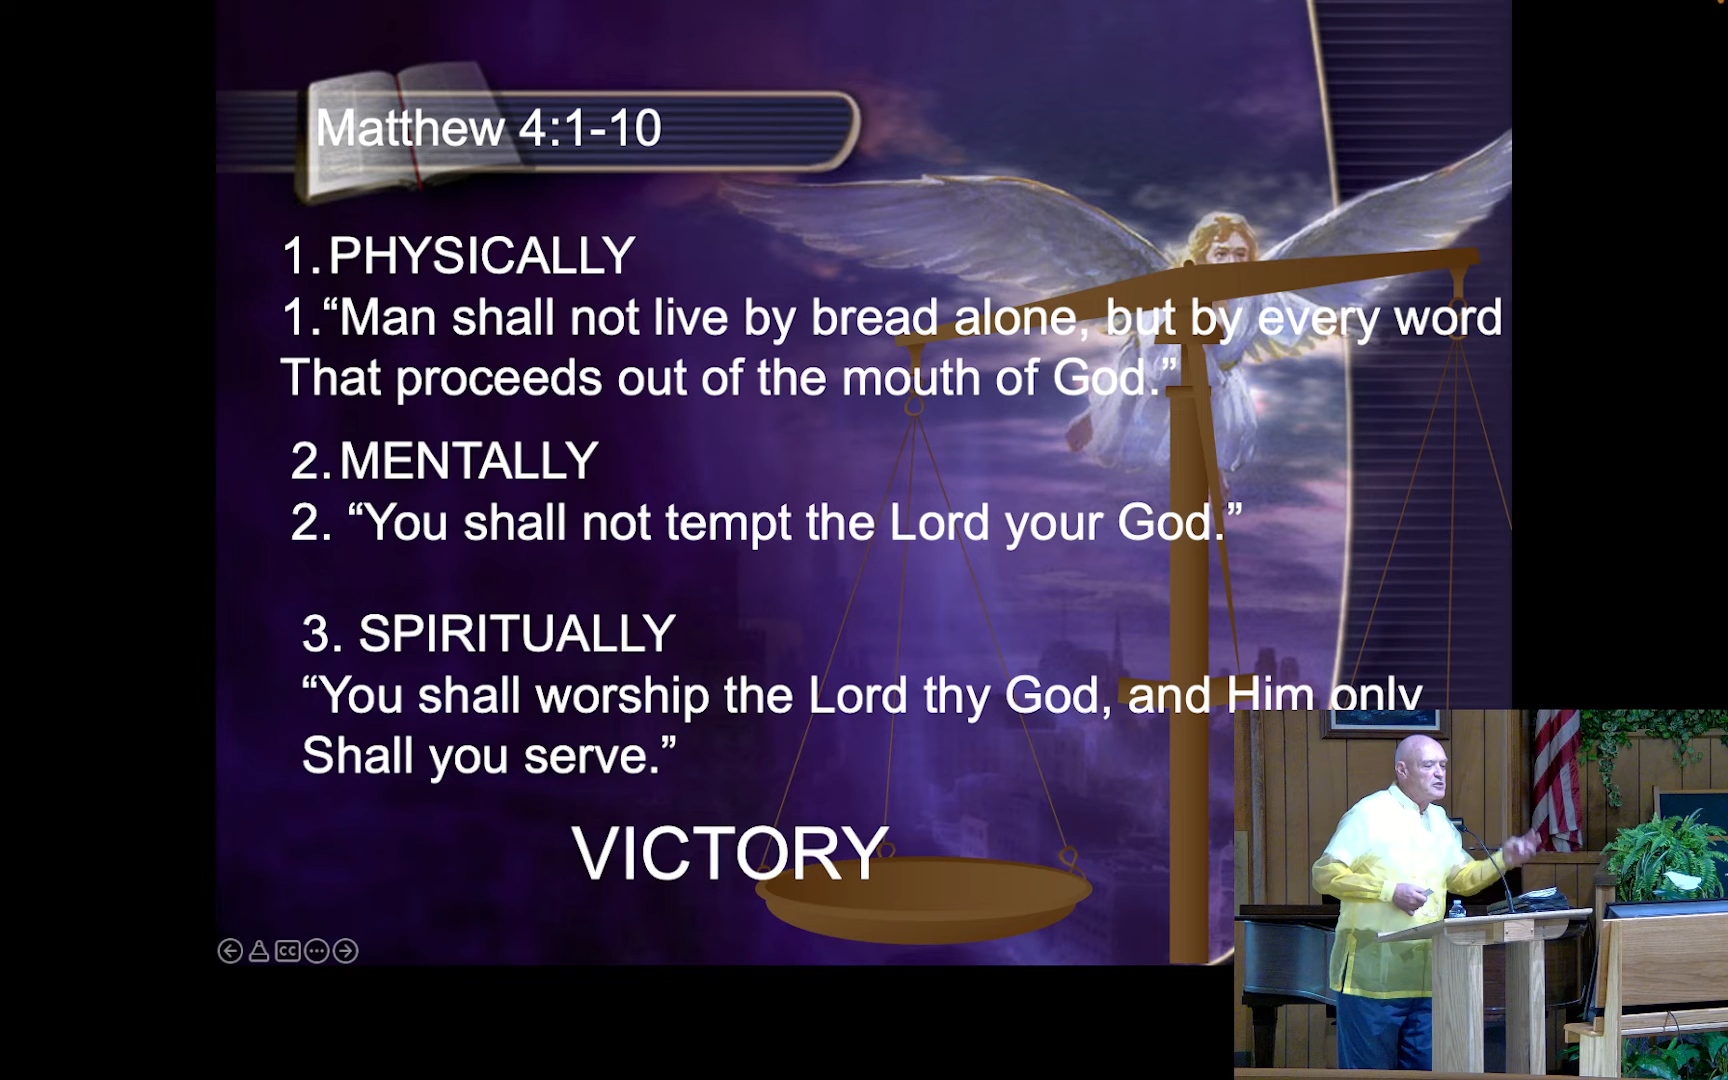 Matthew 4:1-10
1. PHYSICALLY
1.“Man shall not live by bread alone, but by every word
That proceeds out of the mouth of God.”
2. MENTALLY
2. “You shall not tempt the Lord your God.”
3. SPIRITUALLY
“You shall worship the Lord thy God, and Him only
Shall you serve.”
VICTORY
cc